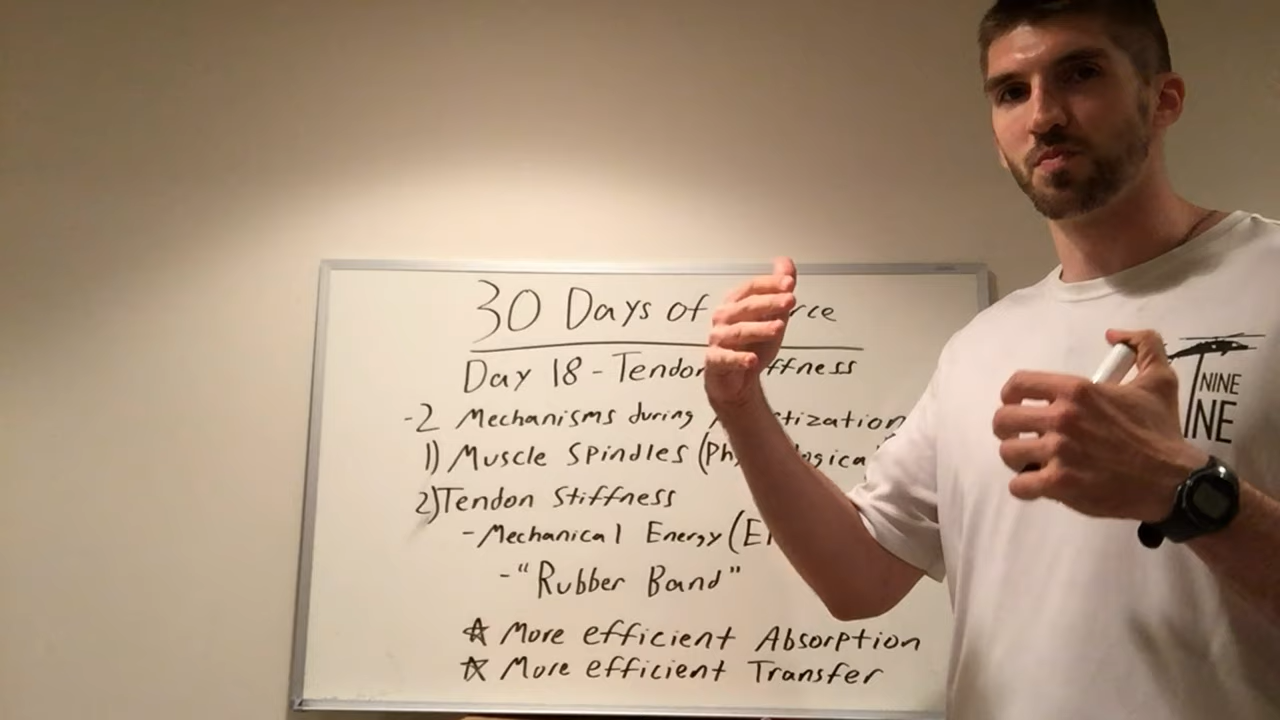 30 Days of
Day 18 - Tendon
-2 Mechanisms during
1) Muscle Spindles
2) Tendon Stiffness
- Mechanical Energy
- "Rubber Band"
☆ More efficient Absorption
☆ More efficient Transfer
NINE